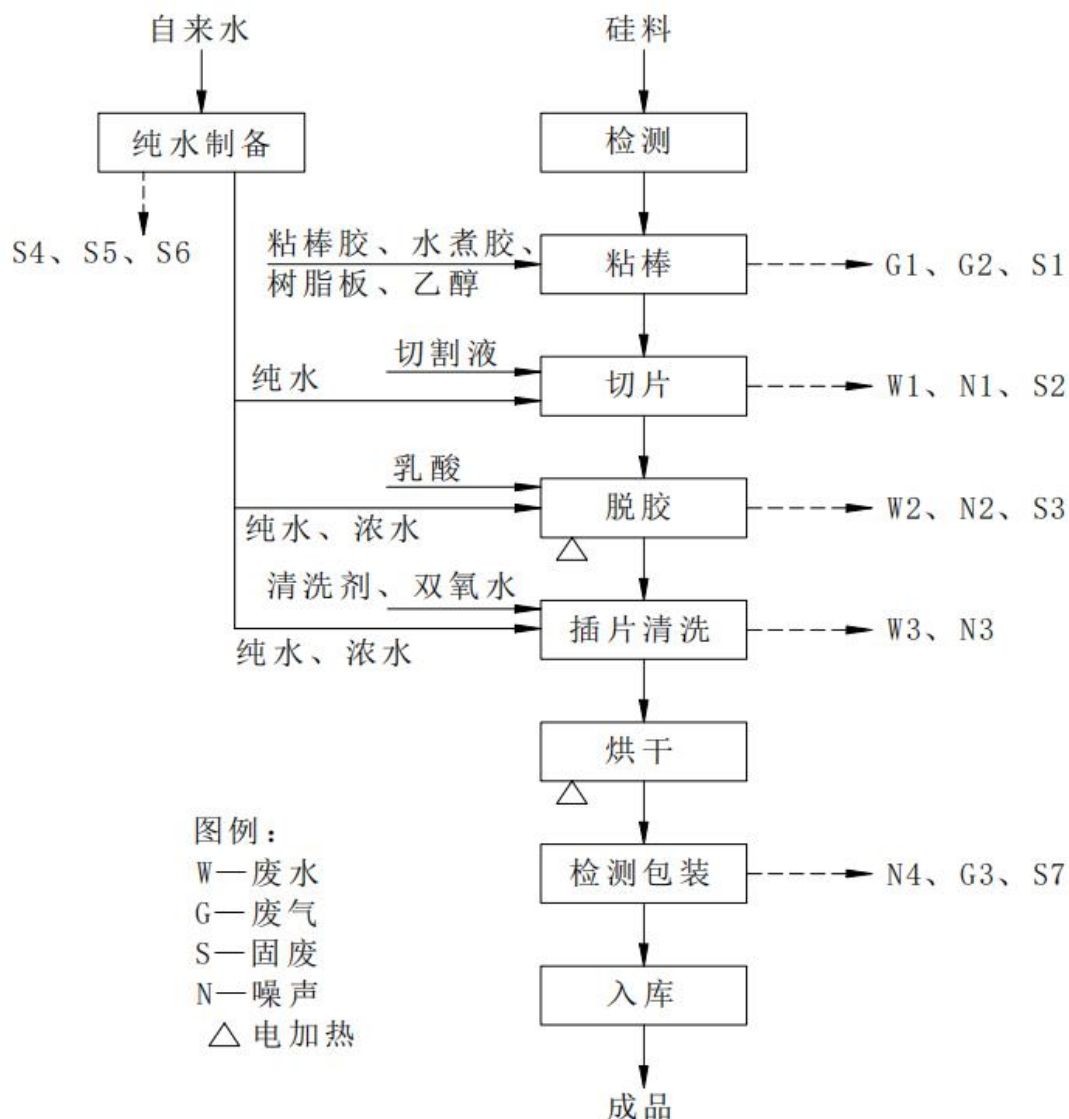 自来水
硅料
纯水制备
检测
S4、S5、S6
粘棒胶、水煮胶、
树脂板、乙醇
粘棒
G1、G2、S1
切割液
纯水
切片
W1、N1、S2
乳酸
纯水、浓水
脱胶
W2、N2、S3
清洗剂、双氧水
纯水、浓水
插片清洗
W3、N3
烘干
检测包装
N4、G3、S7
入库
成品
图例：
W—废水
G—废气
S—固废
N—噪声
△电加热